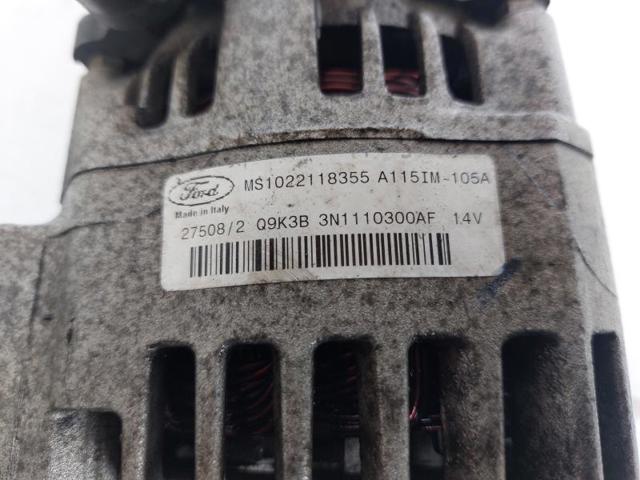 Ford MS1022118355 A115IM-105A
Made in Italy
27508/2 Q9K3B 3N1110300AF 14V